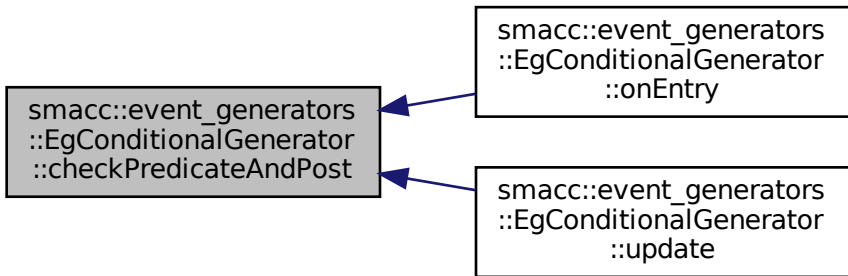 smacc::event_generators
::EgConditionalGenerator
::checkPredicateAndPost
smacc::event_generators
::EgConditionalGenerator
::onEntry
smacc::event_generators
::EgConditionalGenerator
::update